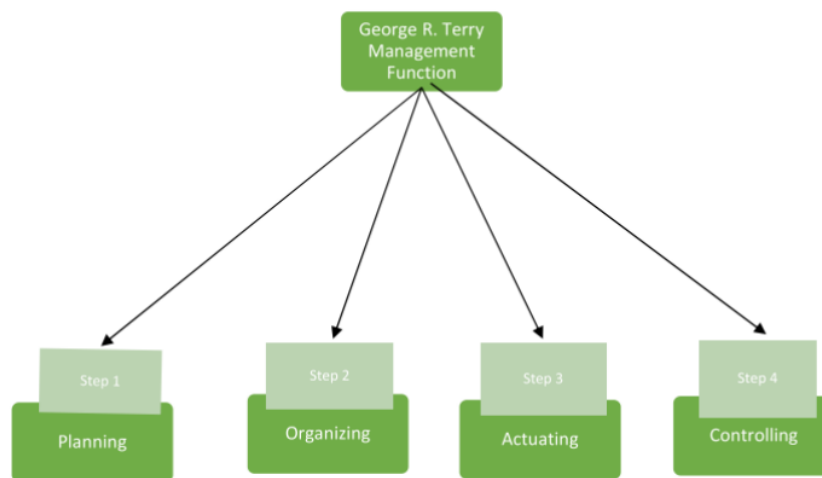 George R. Terry
Management
Function
Step 1
Step 2
Step 3
Step 4
Planning
Organizing
Actuating
Controlling